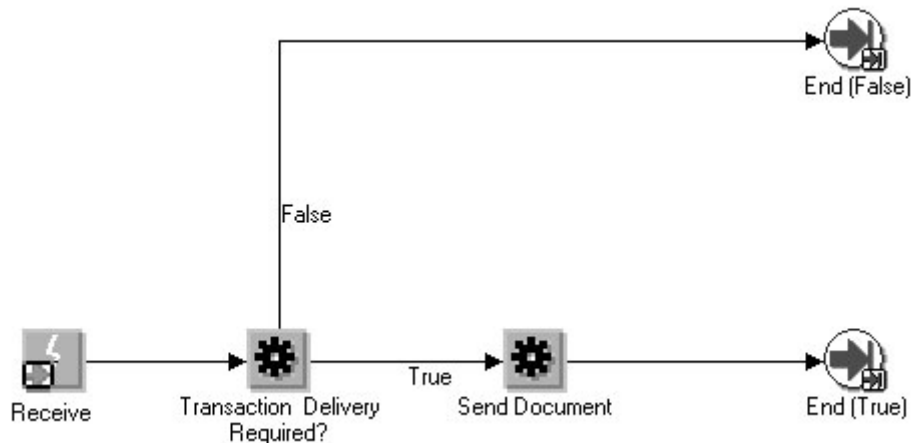 End (False)
False
True
Receive
Transaction Delivery
Required?
Send Document
End (True)